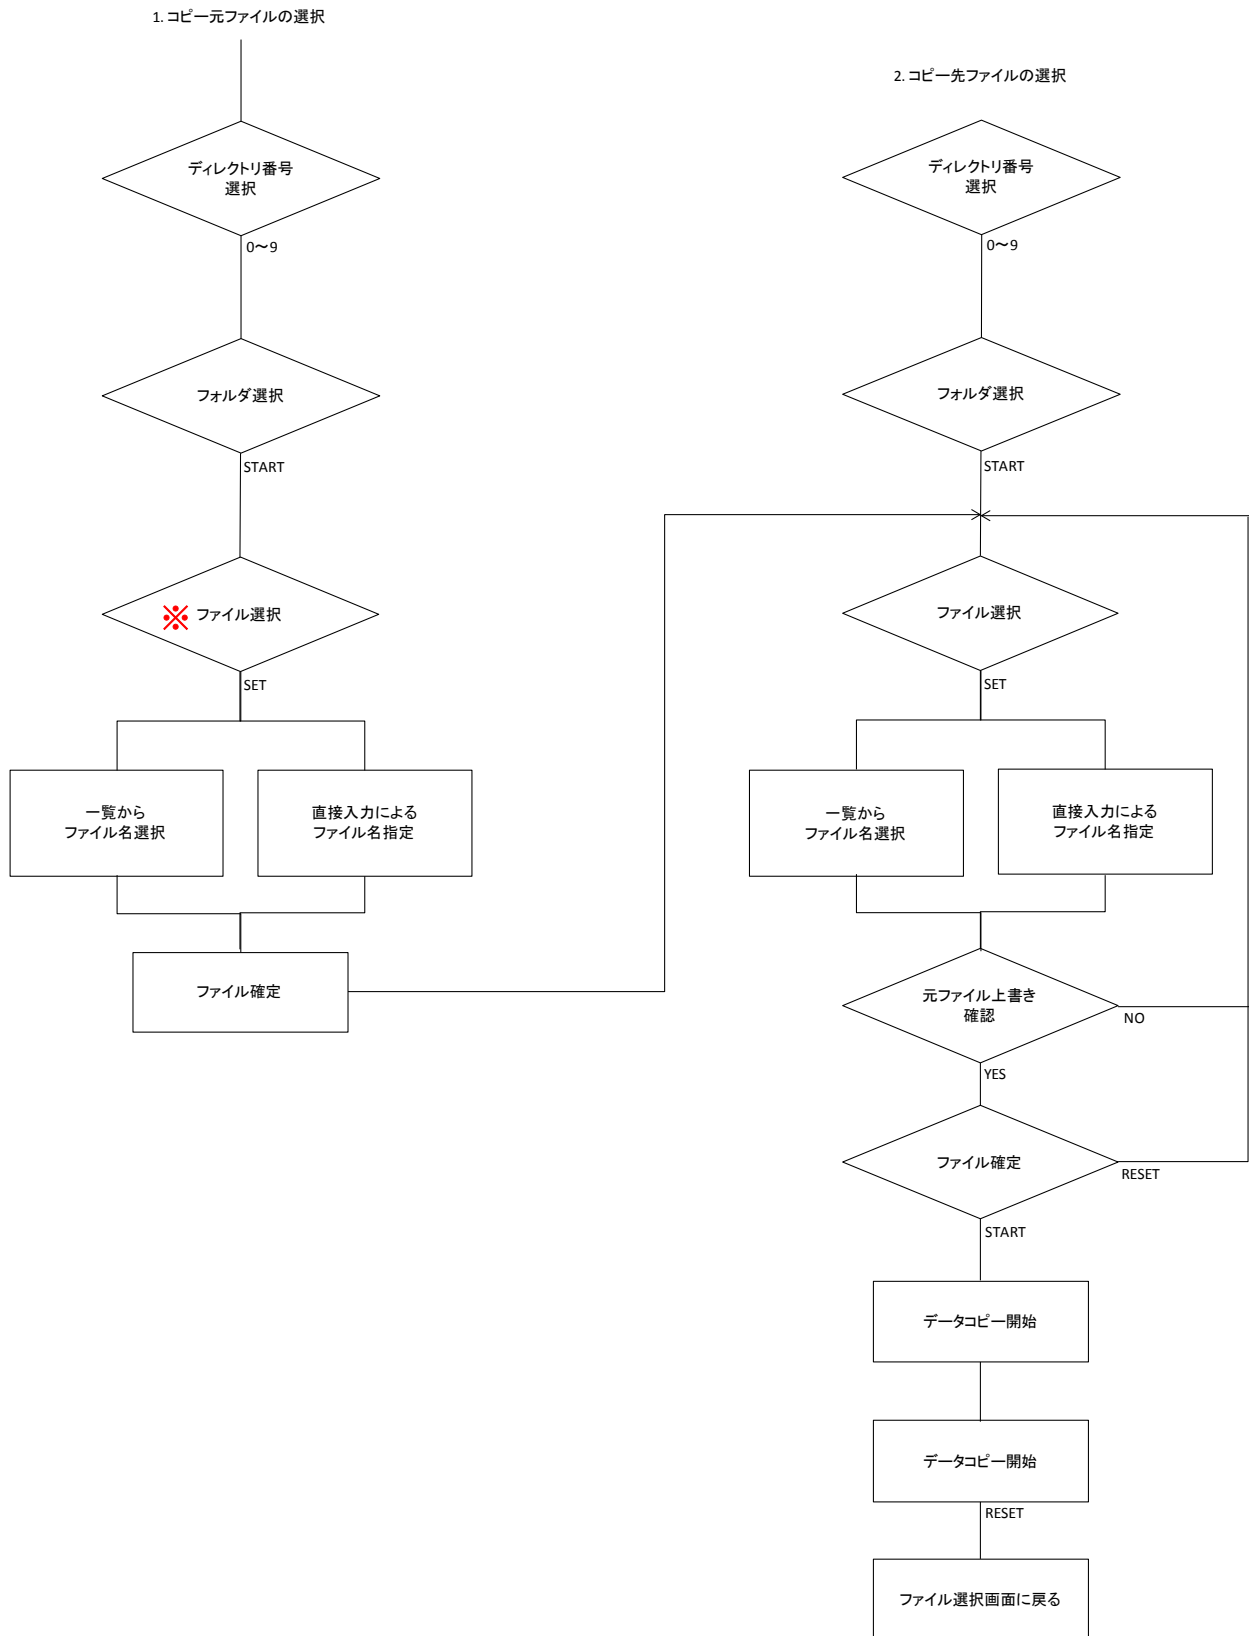 1. コピー元ファイルの選択
ディレクトリ番号
選択
0～9
フォルダ選択
START
※ ファイル選択
SET
一覧から
ファイル名選択
直接入力による
ファイル名指定
ファイル確定
2. コピー先ファイルの選択
ディレクトリ番号
選択
0～9
フォルダ選択
START
ファイル選択
SET
一覧から
ファイル名選択
直接入力による
ファイル名指定
元ファイル上書き
確認
NO
YES
ファイル確定
RESET
START
データコピー開始
データコピー開始
RESET
ファイル選択画面に戻る